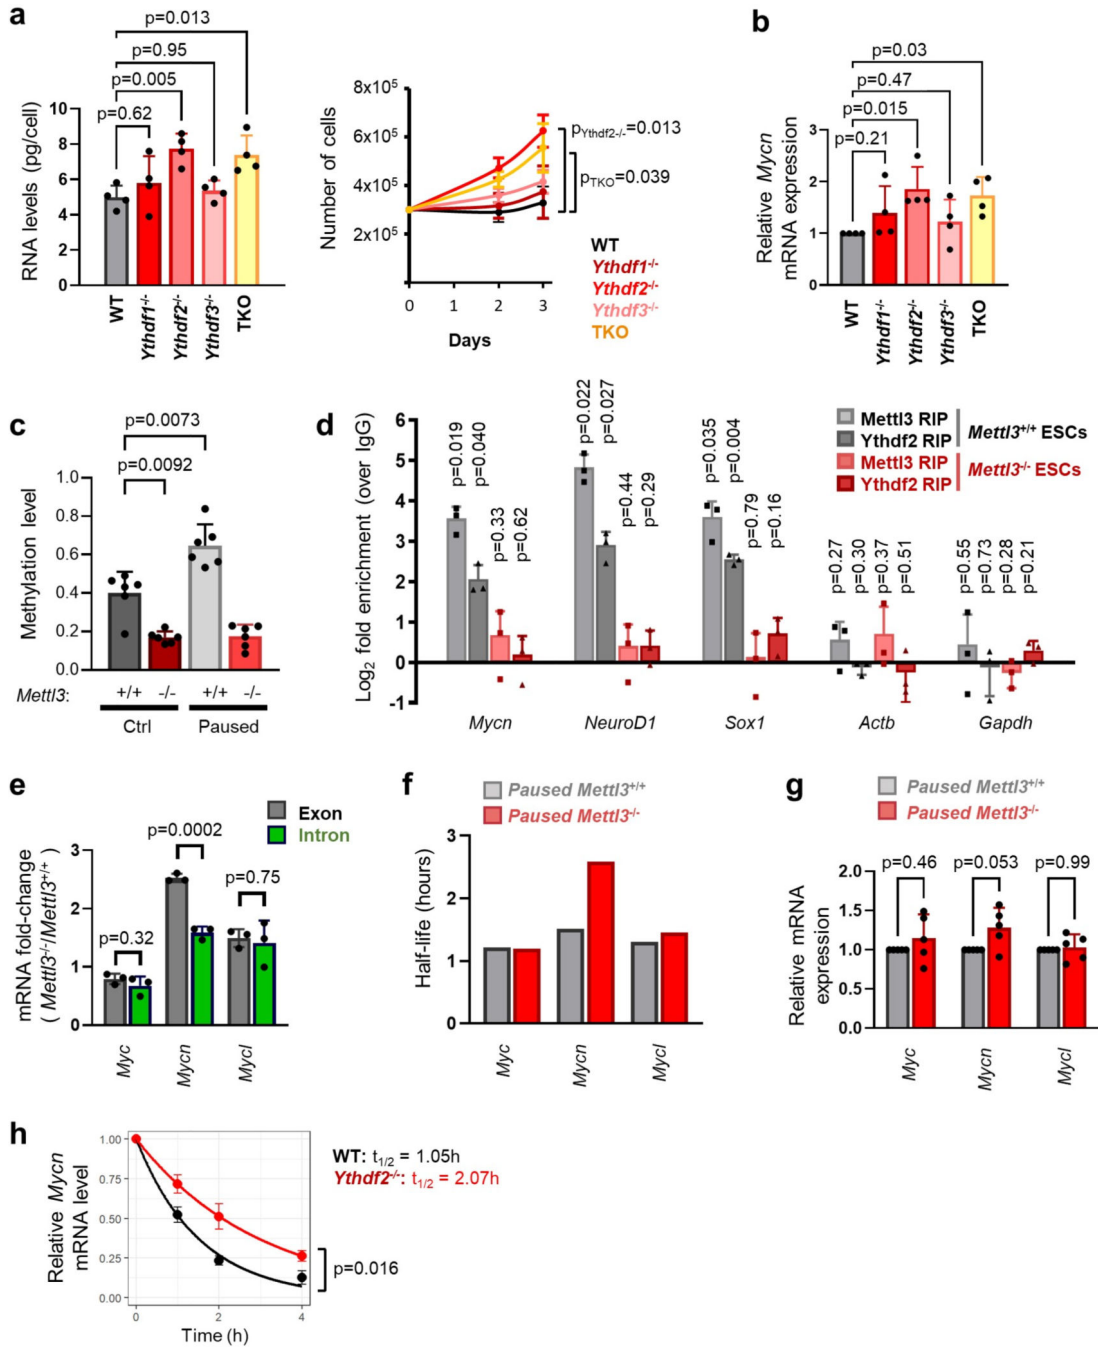 a
p=0.013
p=0.95
p=0.005
p=0.62
RNA levels (pg/cell)
10
8
6
4
2
0
WT
Ythdf1-/-
Ythdf2-/-
Ythdf3-/-
TKO
Number of cells
8x10⁵
6x10⁵
4x10⁵
2x10⁵
0 1 2 3
Days
pYthdf2-/-=0.013
pTKO=0.039
WT
Ythdf1-/-
Ythdf2-/-
Ythdf3-/-
TKO
b
p=0.03
p=0.47
p=0.015
p=0.21
Relative Mycn
mRNA expression
3
2
1
0
WT
Ythdf1-/-
Ythdf2-/-
Ythdf3-/-
TKO
c
p=0.0073
p=0.0092
Methylation level
1.0
0.8
0.6
0.4
0.2
0.0
Mettl3: +/+ -/- +/+ -/-
Ctrl Paused
d
Log₂ fold enrichment (over IgG)
6
5
4
3
2
1
0
-1
p=0.019
p=0.040
p=0.33
p=0.62
p=0.022
p=0.027
p=0.44
p=0.29
p=0.035
p=0.004
p=0.79
p=0.16
p=0.27
p=0.30
p=0.37
p=0.51
p=0.55
p=0.73
p=0.28
p=0.21
Mycn NeuroD1 Sox1 Actb Gapdh
Mettl3 RIP
Ythdf2 RIP
Mettl3+/+ ESCs
Mettl3 RIP
Ythdf2 RIP
Mettl3-/- ESCs
e
Exon
Intron
p=0.0002
p=0.75
p=0.32
mRNA fold-change
( Mettl3-/-/Mettl3+/+)
3
2
1
0
Myc
Mycn
Mycl
f
Paused Mettl3+/+
Paused Mettl3-/-
Half-life (hours)
3
2
1
0
Myc
Mycn
Mycl
g
Paused Mettl3+/+
Paused Mettl3-/-
p=0.46
p=0.053
p=0.99
Relative mRNA
expression
2.0
1.5
1.0
0.5
0.0
Myc
Mycn
Mycl
h
Relative Mycn
mRNA level
1.00
0.75
0.50
0.25
0.00
0 2 4
Time (h)
WT: t1/2 = 1.05h
Ythdf2-/-: t1/2 = 2.07h
p=0.016